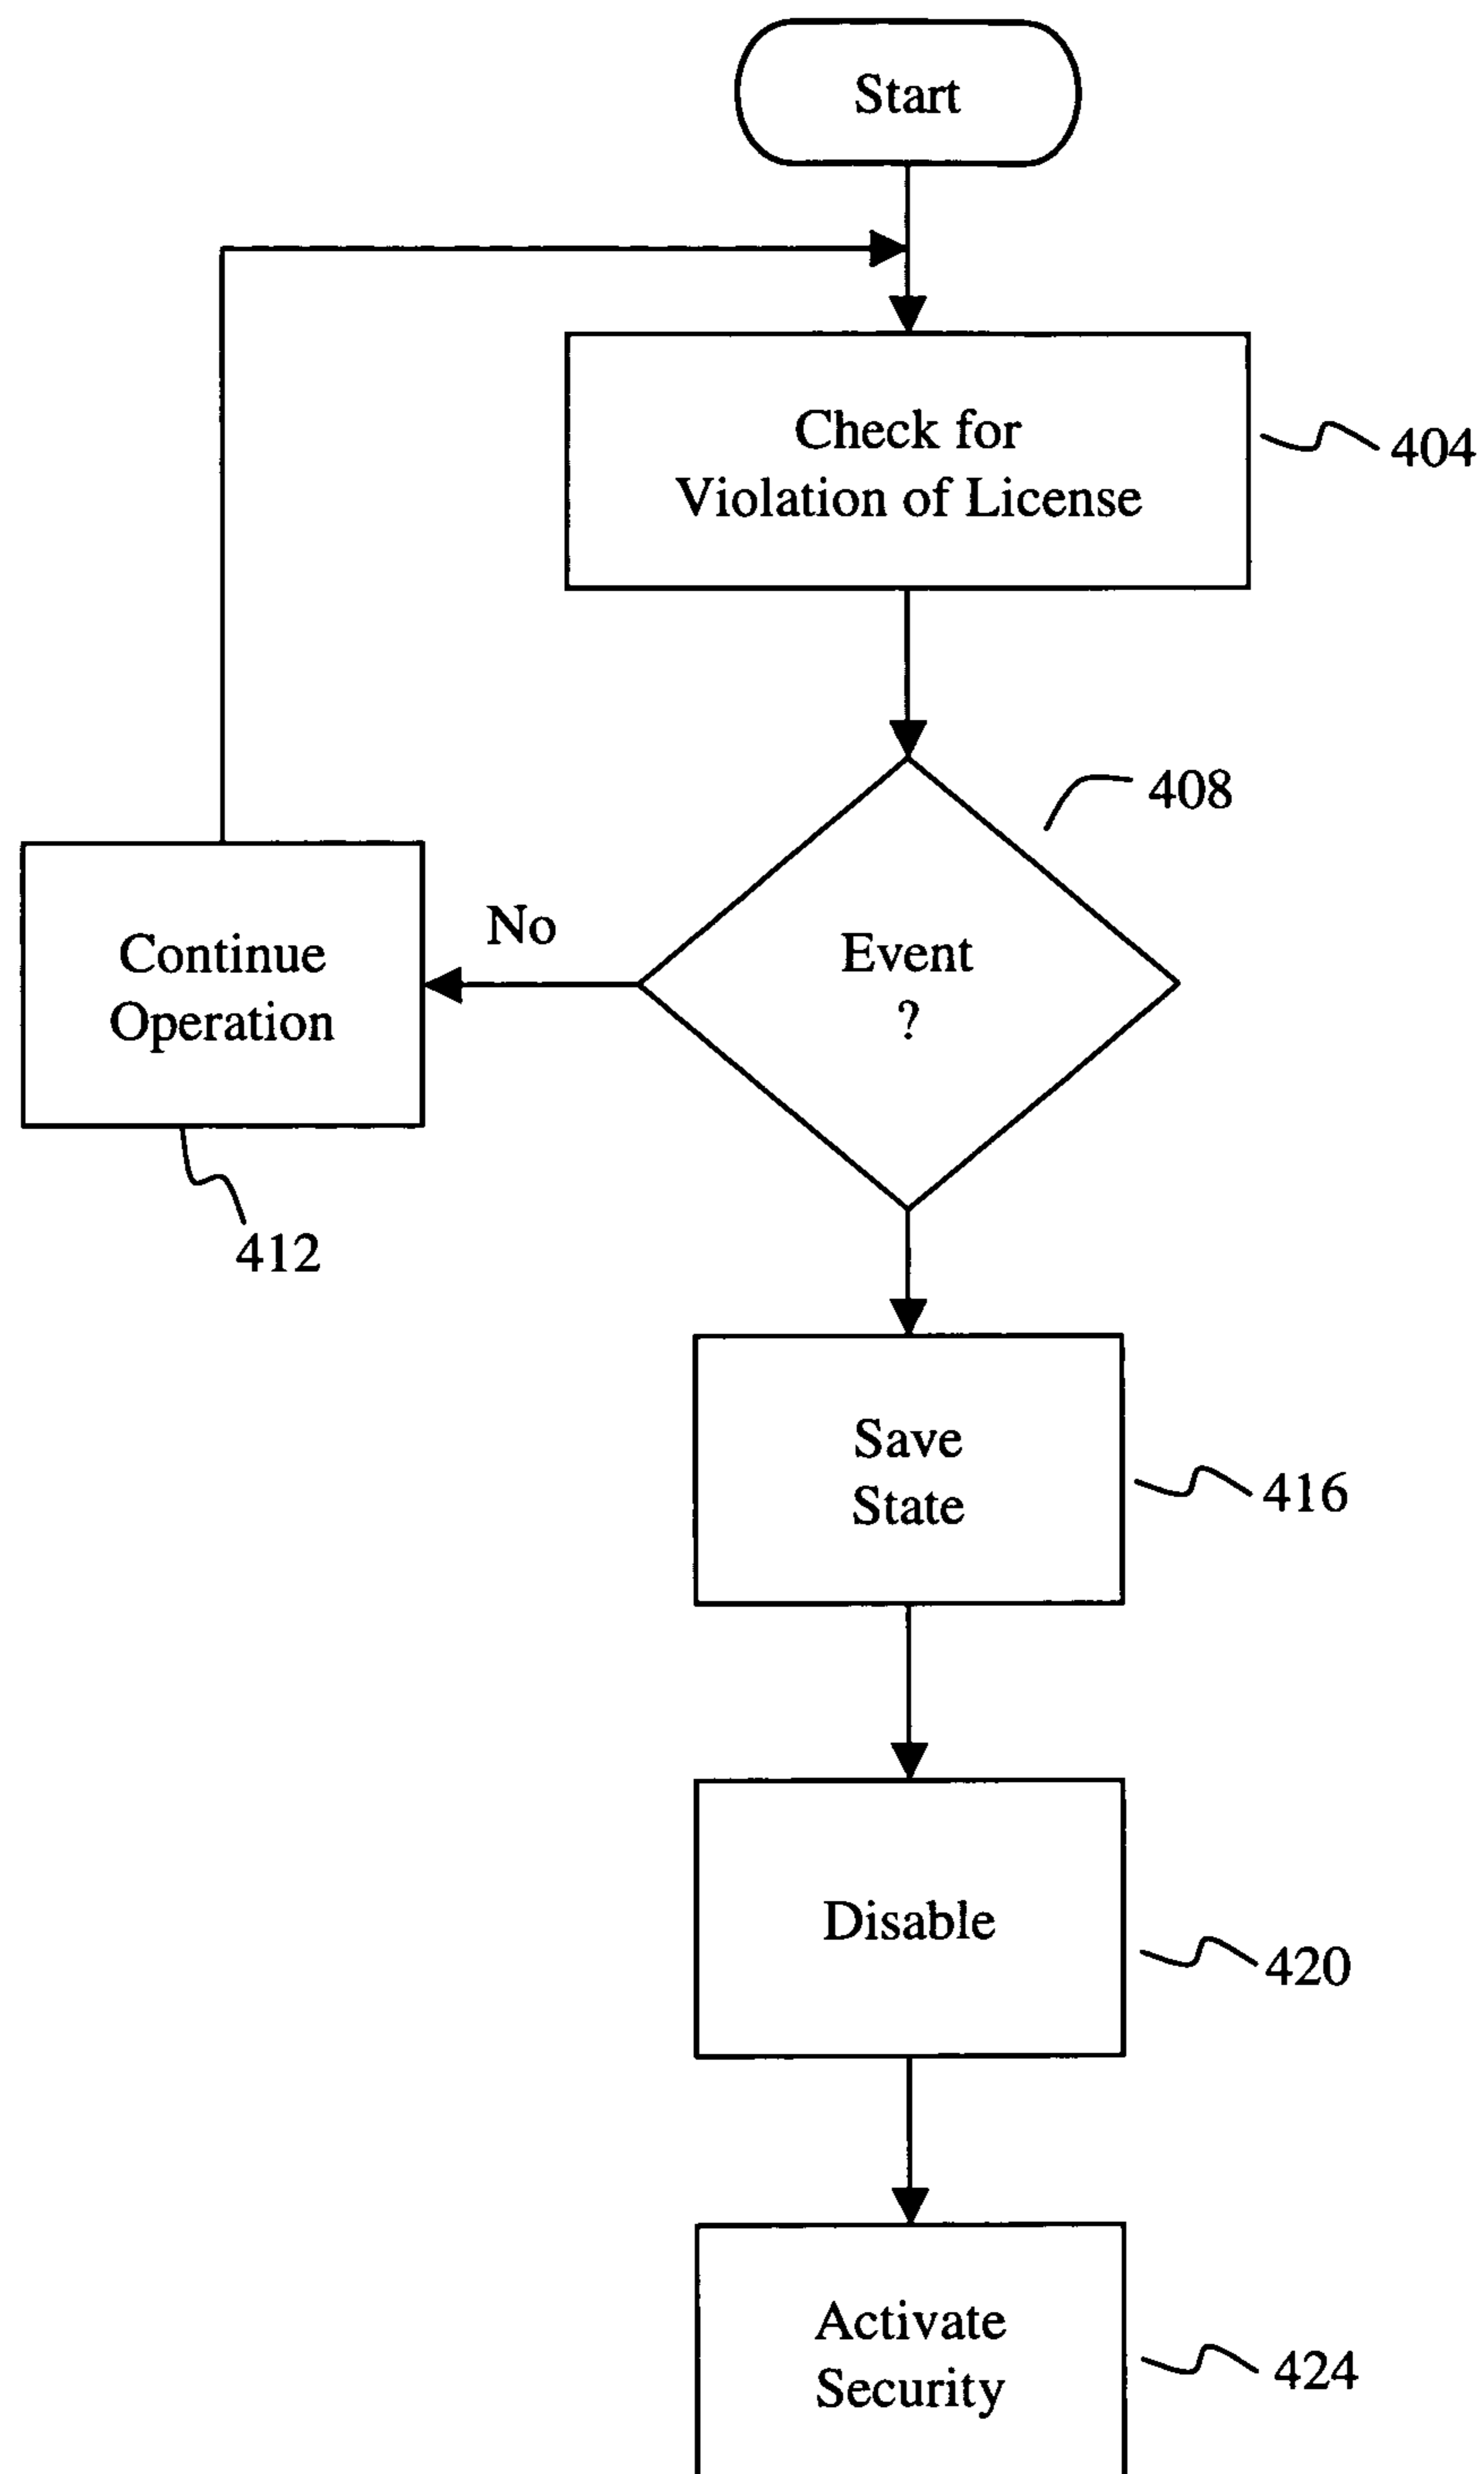 Start
Check for
Violation of License
404
408
Event
?
No
Continue
Operation
412
Save
State
416
Disable
420
Activate
Security
424